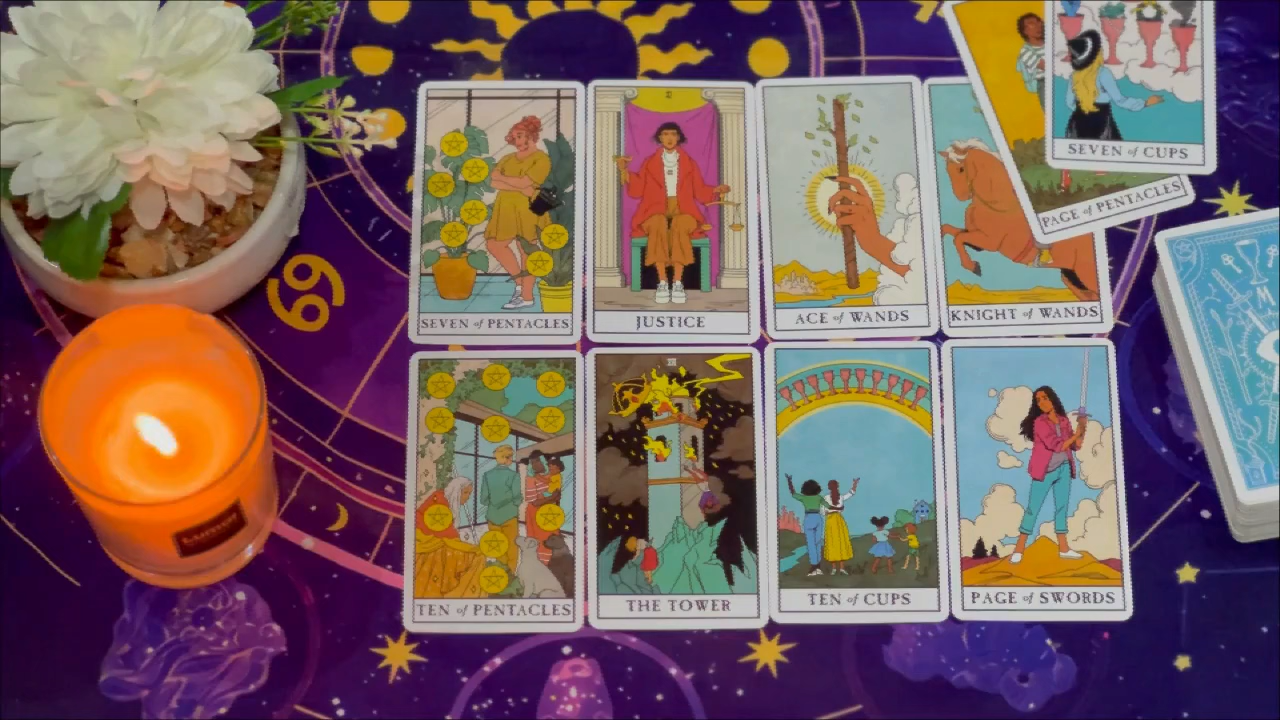 SEVEN of CUPS
PAGE of PENTACLES
SEVEN of PENTACLES
JUSTICE
ACE of WANDS
KNIGHT of WANDS
TEN of PENTACLES
THE TOWER
TEN of CUPS
PAGE of SWORDS